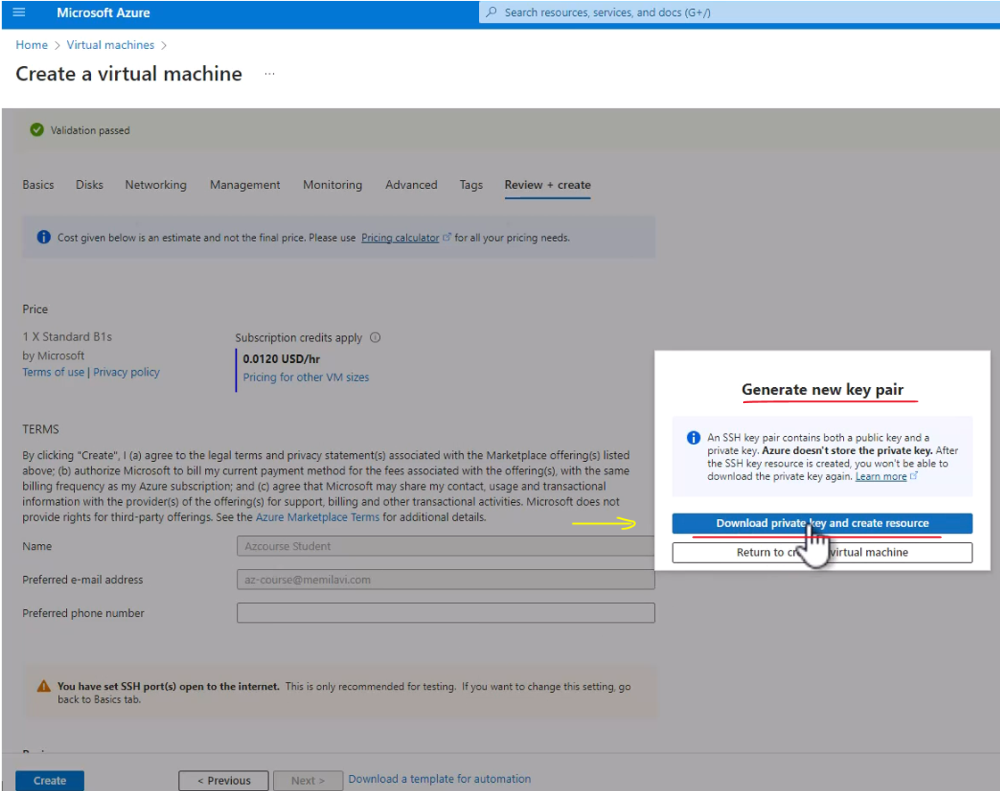 Microsoft Azure
Search resources, services, and docs (G+/)
Home > Virtual machines >
Create a virtual machine ...
Validation passed
Basics Disks Networking Management Monitoring Advanced Tags Review + create
Cost given below is an estimate and not the final price. Please use Pricing calculator for all your pricing needs.
Price
1 X Standard B1s
by Microsoft
Terms of use | Privacy policy
Subscription credits apply
0.0120 USD/hr
Pricing for other VM sizes
TERMS
By clicking "Create", I (a) agree to the legal terms and privacy statement(s) associated with the Marketplace offering(s) listed
above; (b) authorize Microsoft to bill my current payment method for the fees associated with the offering(s), with the same
billing frequency as my Azure subscription; and (c) agree that Microsoft may share my contact, usage and transactional
information with the provider(s) of the offering(s) for support, billing and other transactional activities. Microsoft does not
provide rights for third-party offerings. See the Azure Marketplace Terms for additional details.
Name
Azcourse Student
Preferred e-mail address
az-course@memilavi.com
Preferred phone number
You have set SSH port(s) open to the internet. This is only recommended for testing. If you want to change this setting, go
back to Basics tab.
Create
< Previous
Next >
Download a template for automation
Generate new key pair
An SSH key pair contains both a public key and a
private key. Azure doesn't store the private key. After
the SSH key resource is created, you won't be able to
download the private key again. Learn more
Download private key and create resource
Return to virtual machine